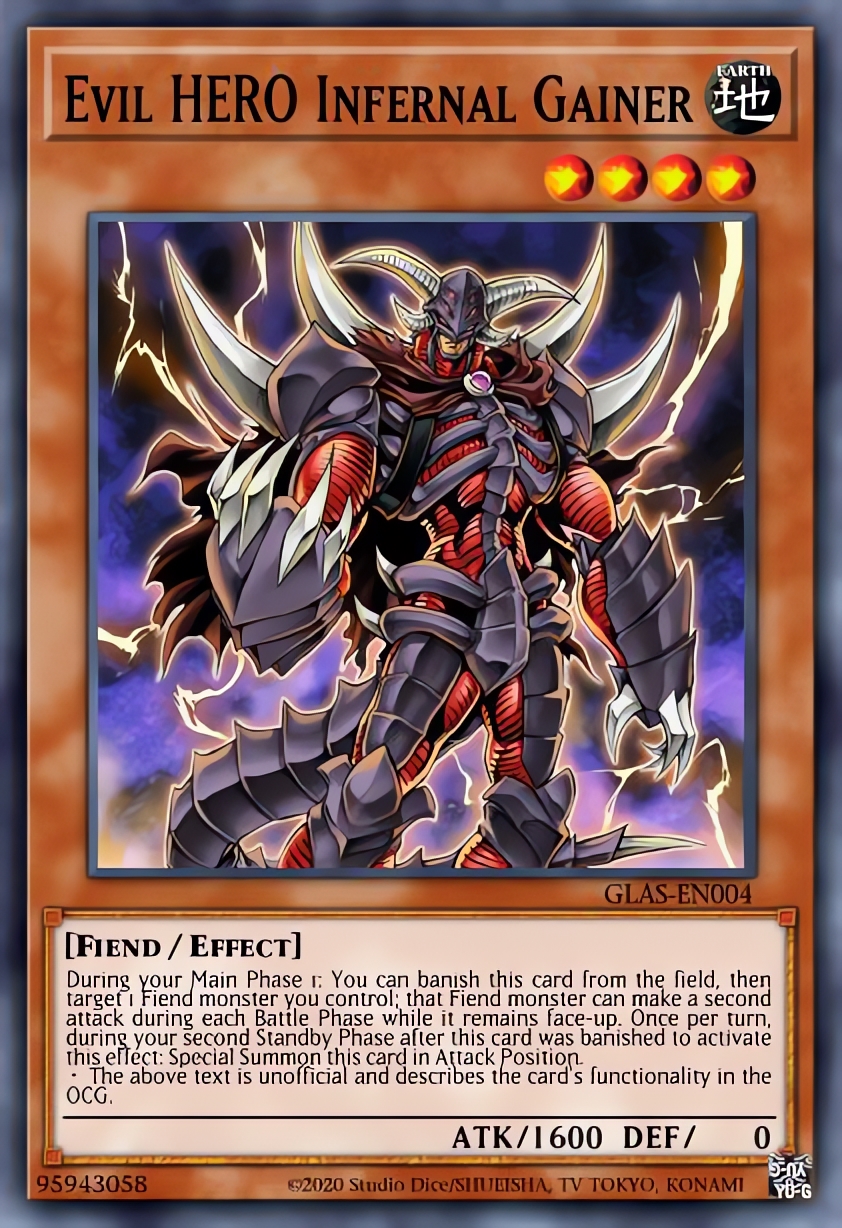 EVIL HERO INFERNAL GAINER
EARTH
地
GLAS-EN004
[FIEND / EFFECT]
During your Main Phase 1: You can banish this card from the field, then
target 1 Fiend monster you control; that Fiend monster can make a second
attack during each Battle Phase while it remains face-up. Once per turn,
during your second Standby Phase after this card was banished to activate
this effect: Special Summon this card in Attack Position.
· The above text is unofficial and describes the card's functionality in the
OCG.
ATK/1600 DEF/ 0
95943058
©2020 Studio Dice/SHUEISHA, TV TOKYO, KONAMI